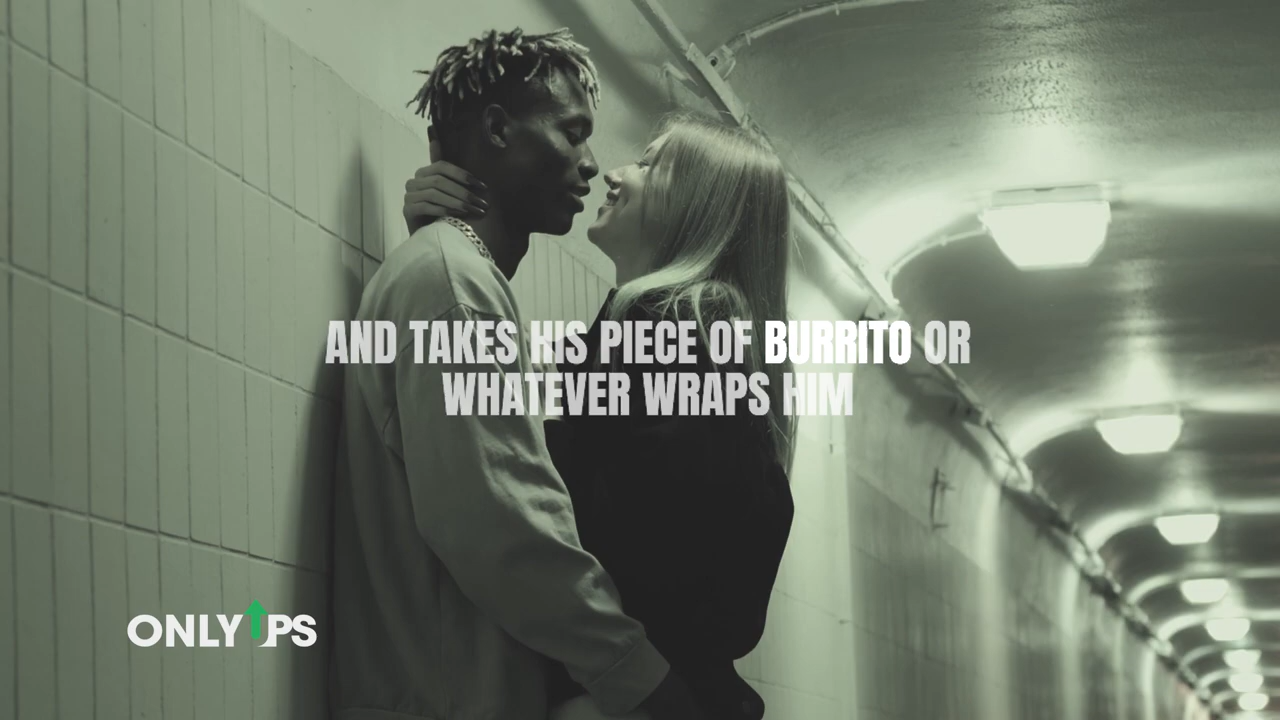 AND TAKES HIS PIECE OF BURRITO OR
WHATEVER WRAPS HIM
ONLYUPS